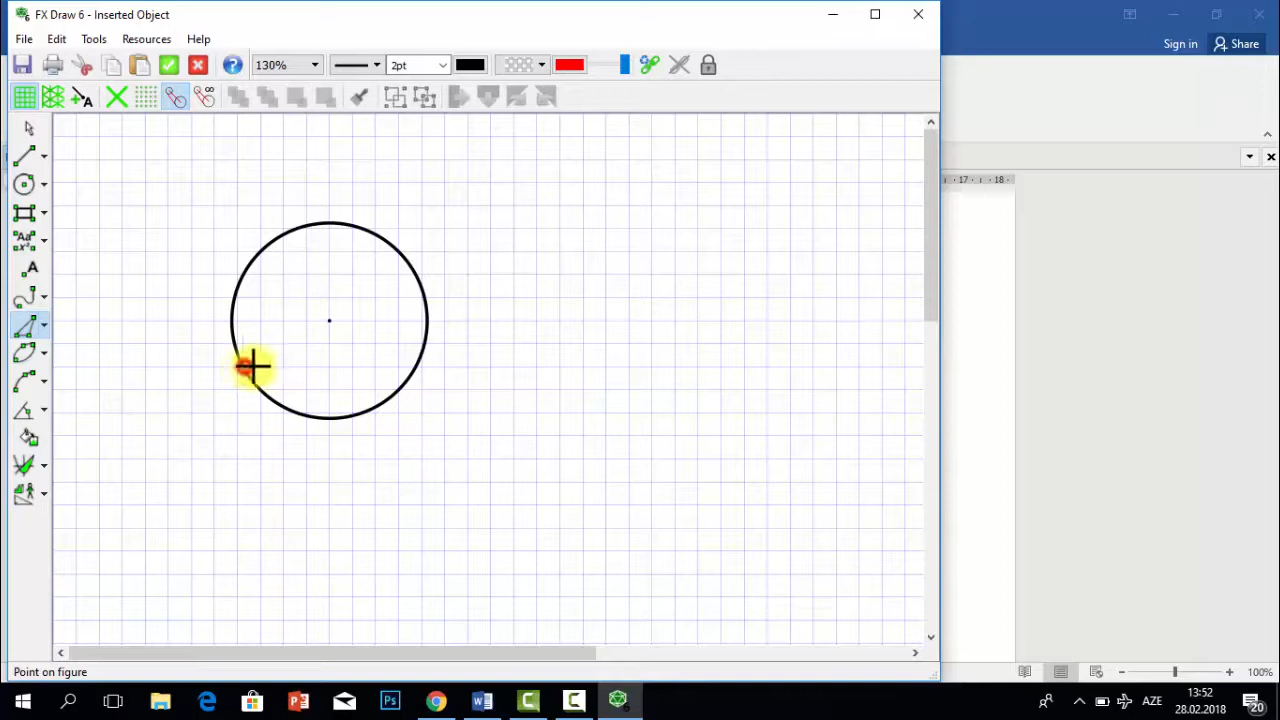 FX Draw 6 - Inserted Object
Sign in
Share
File Edit Tools Resources Help
130%
2pt
17 18
Point on figure
100%
AZE
13:52
28.02.2018
20